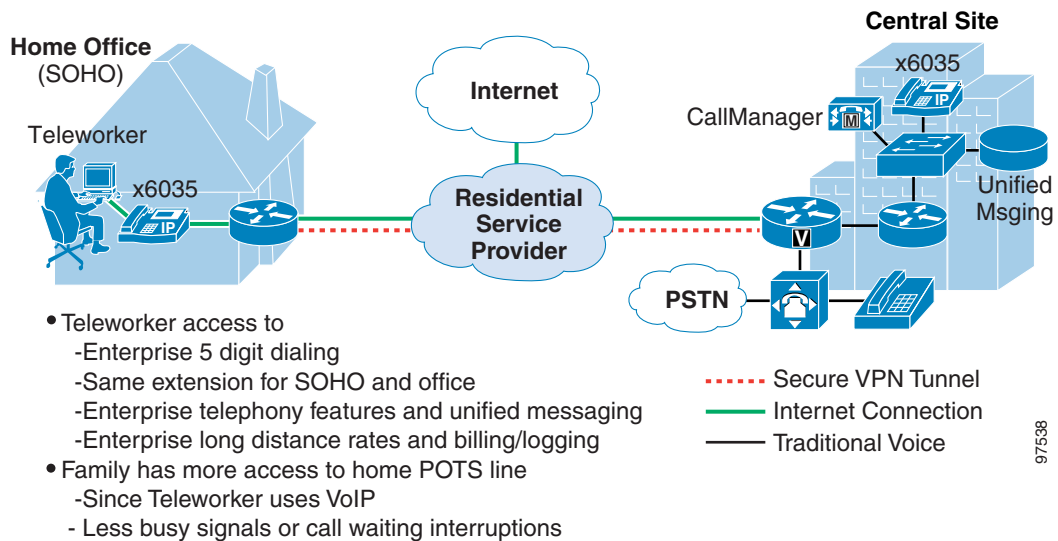 Central Site
Home Office
(SOHO)
x6035
IP
Internet
CallManager
M
Teleworker
x6035
IP
Unified
Msging
Residential
Service
Provider
V
PSTN
• Teleworker access to
-Enterprise 5 digit dialing
-Same extension for SOHO and office
-Enterprise telephony features and unified messaging
-Enterprise long distance rates and billing/logging
• Family has more access to home POTS line
-Since Teleworker uses VoIP
- Less busy signals or call waiting interruptions
Secure VPN Tunnel
Internet Connection
Traditional Voice
97538